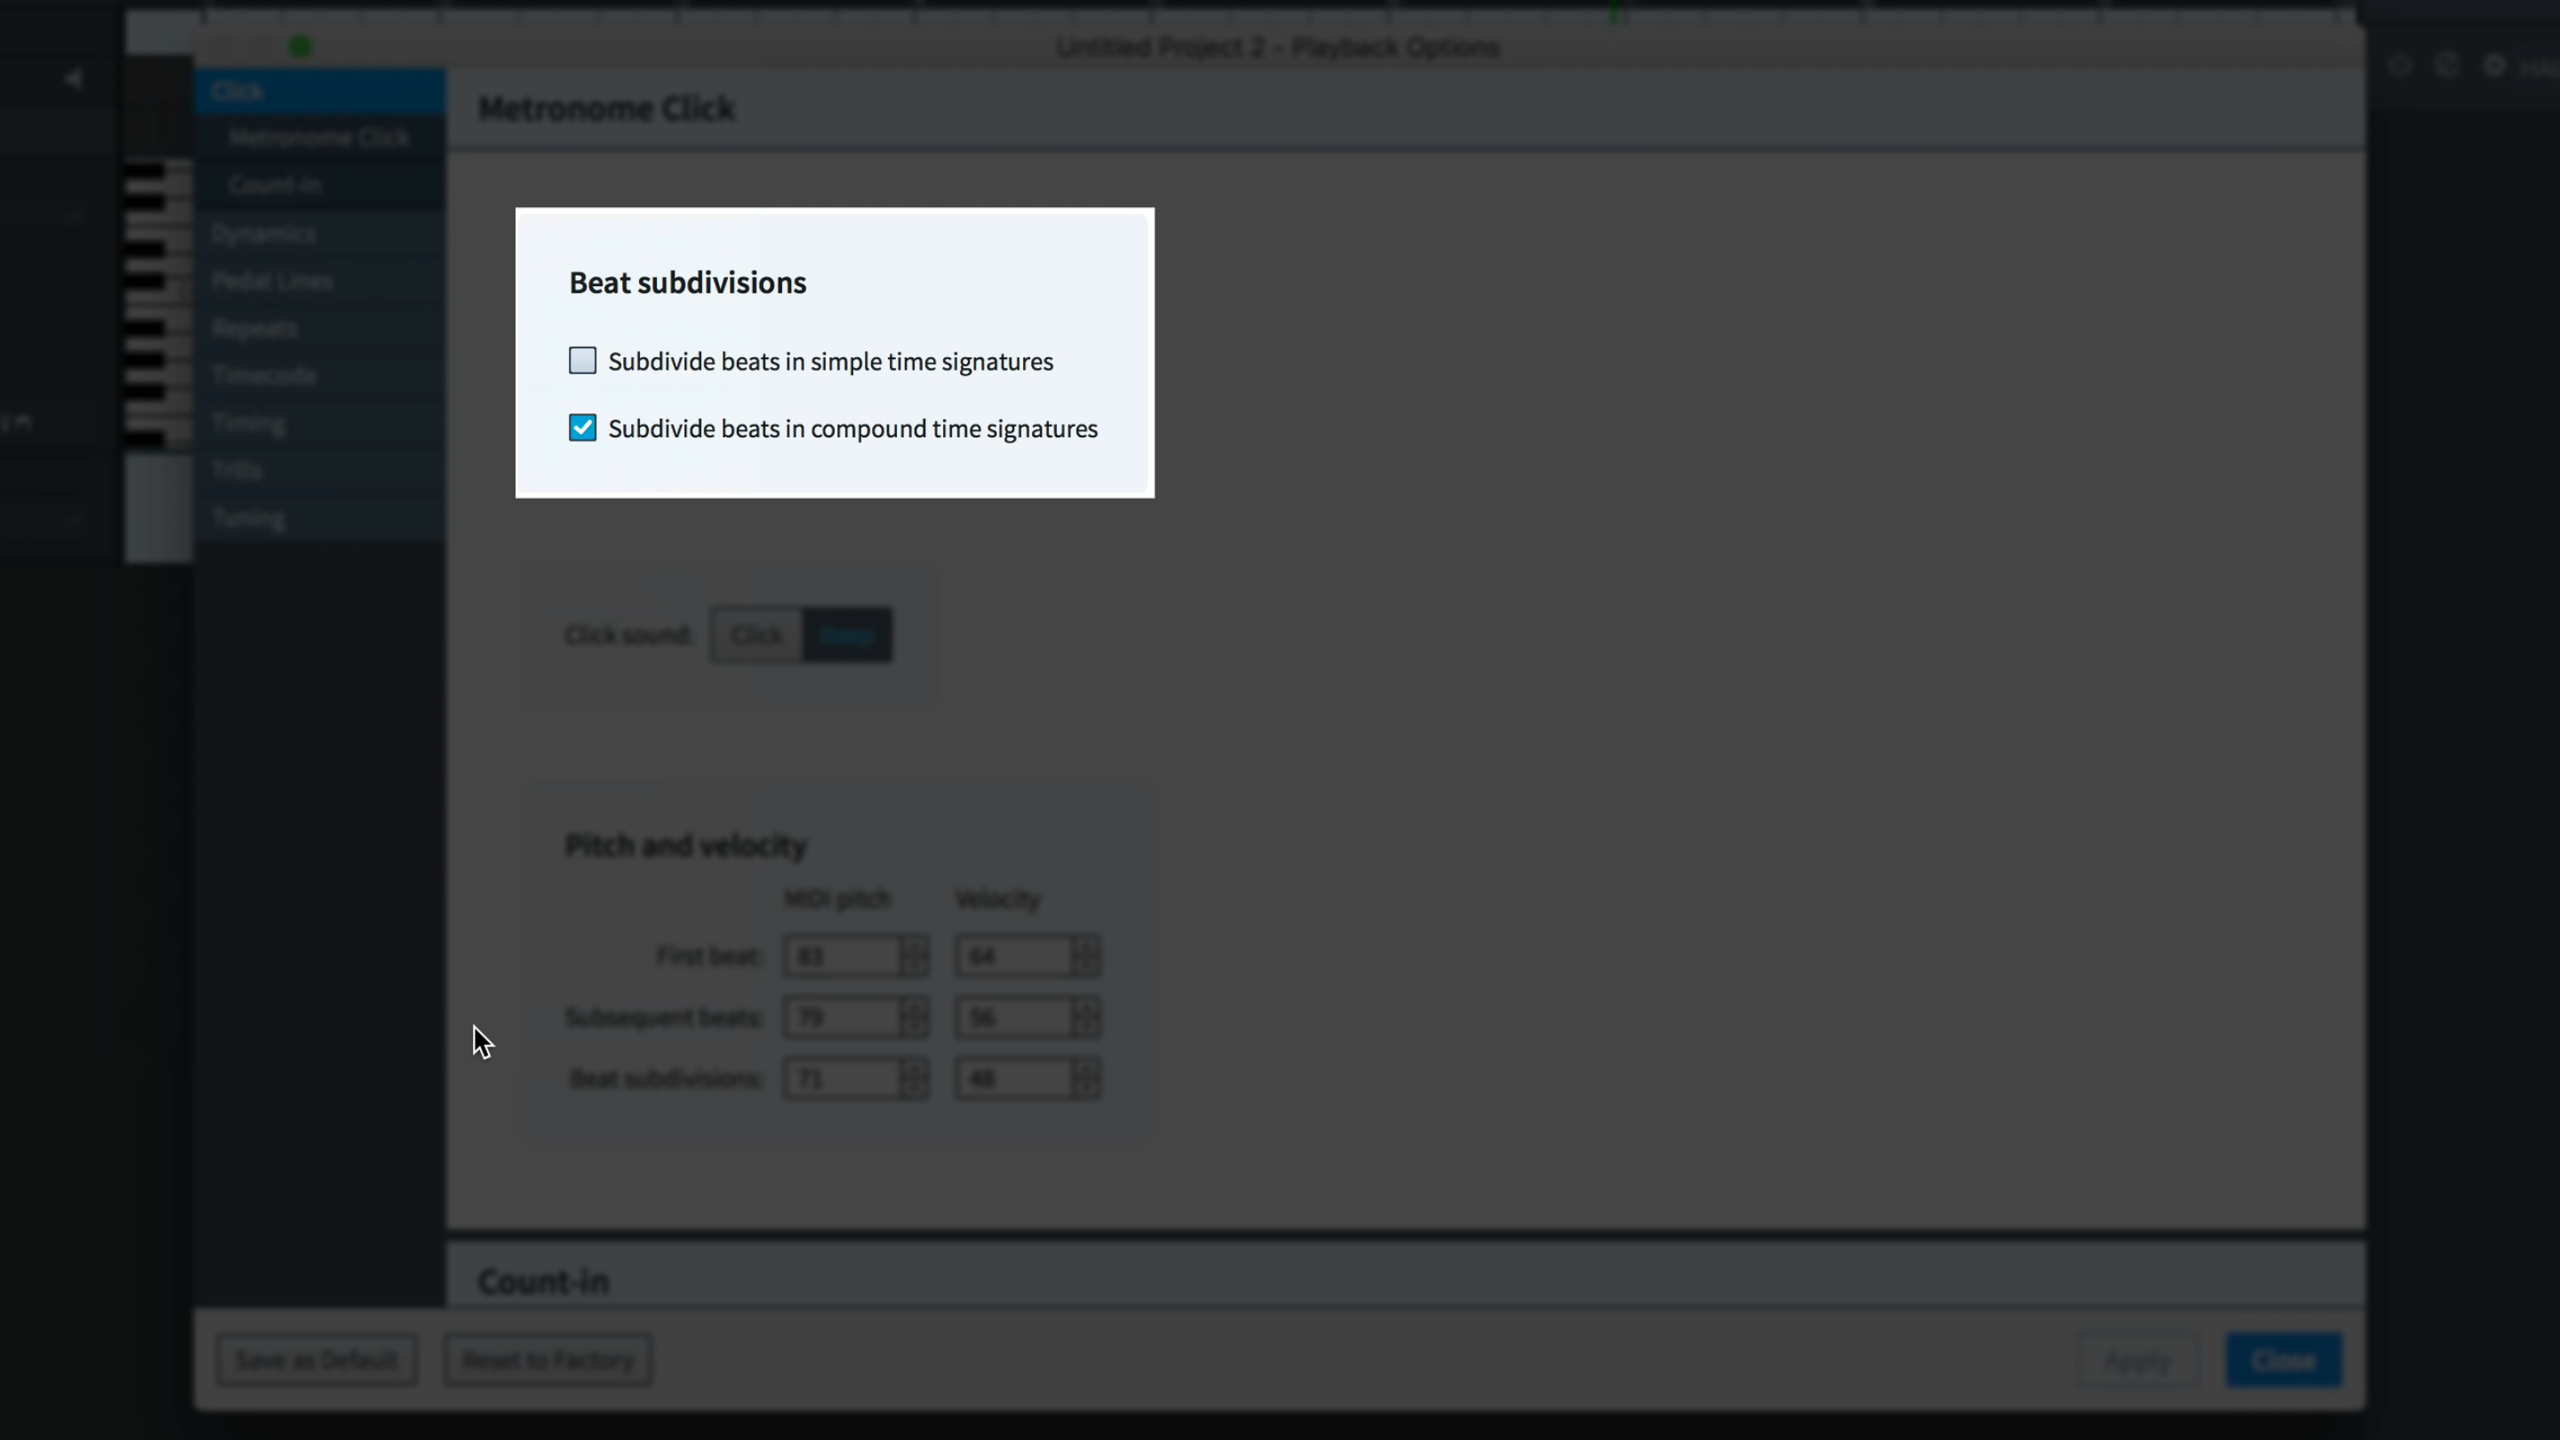 Untitled Project 2 - Playback Options
Click
Metronome Click
Count-in
Dynamics
Pedal Lines
Repeats
Timecode
Timing
Trills
Tuning
Metronome Click
Beat subdivisions
Subdivide beats in simple time signatures
Subdivide beats in compound time signatures
Click sound: Click Beep
Pitch and velocity
MIDI pitch Velocity
First beat: 83 64
Subsequent beats: 79 56
Beat subdivisions: 71 48
Count-in
Save as Default Reset to Factory Apply Close